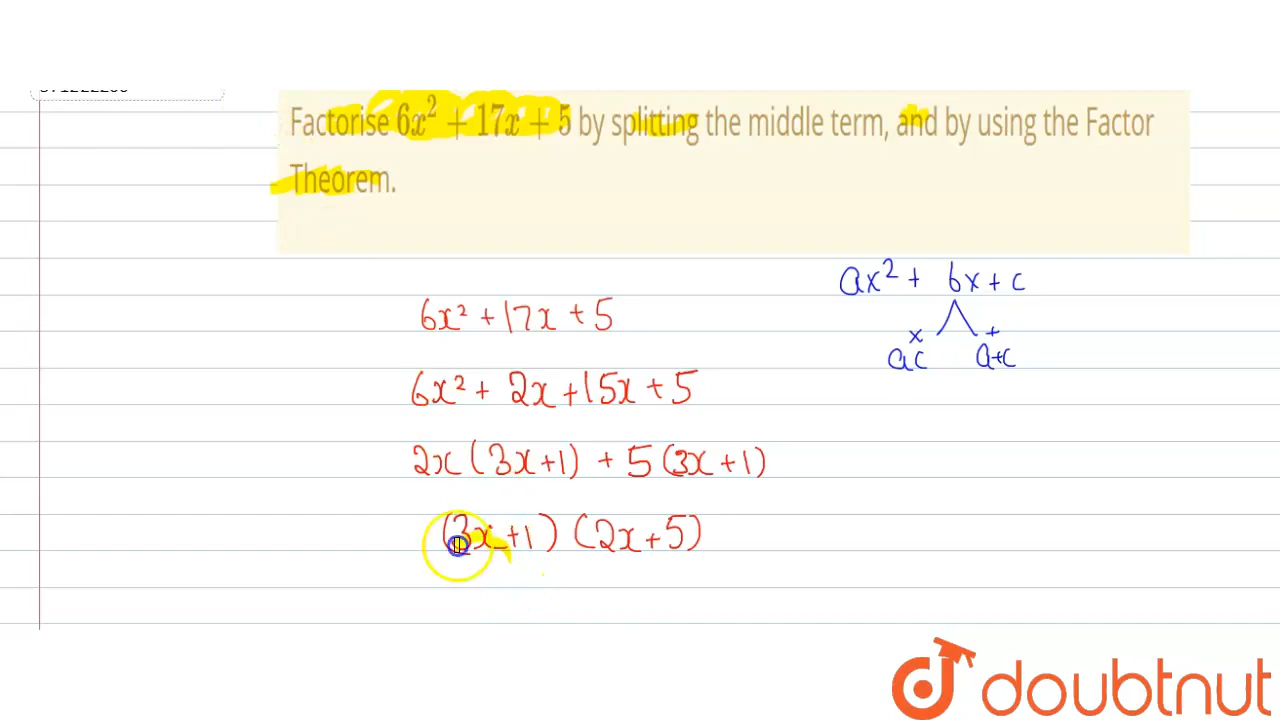 Factorise 6x² + 17x + 5 by splitting the middle term, and by using the Factor
Theorem.
ax² + bx + c
× +
ac a+c
6x² + 17x + 5
6x² + 2x + 15x + 5
2x (3x+1) + 5 (3x+1)
(3x+1) (2x+5)
doubtnut